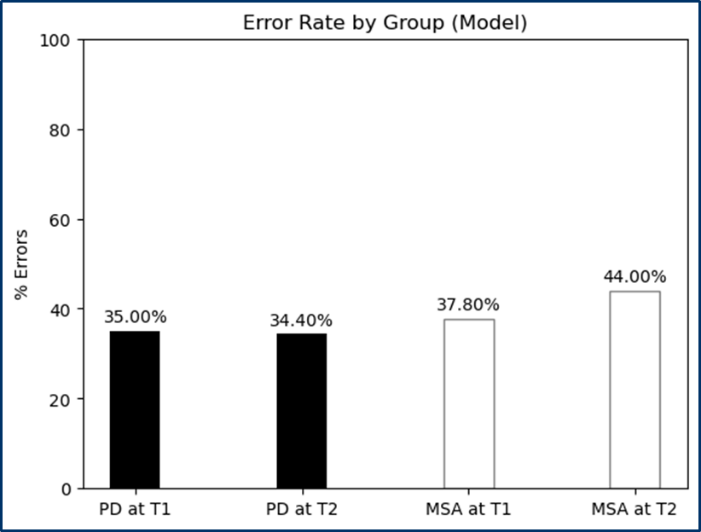 Error Rate by Group (Model)
100
80
60
40
20
0
% Errors
35.00%
34.40%
37.80%
44.00%
PD at T1
PD at T2
MSA at T1
MSA at T2